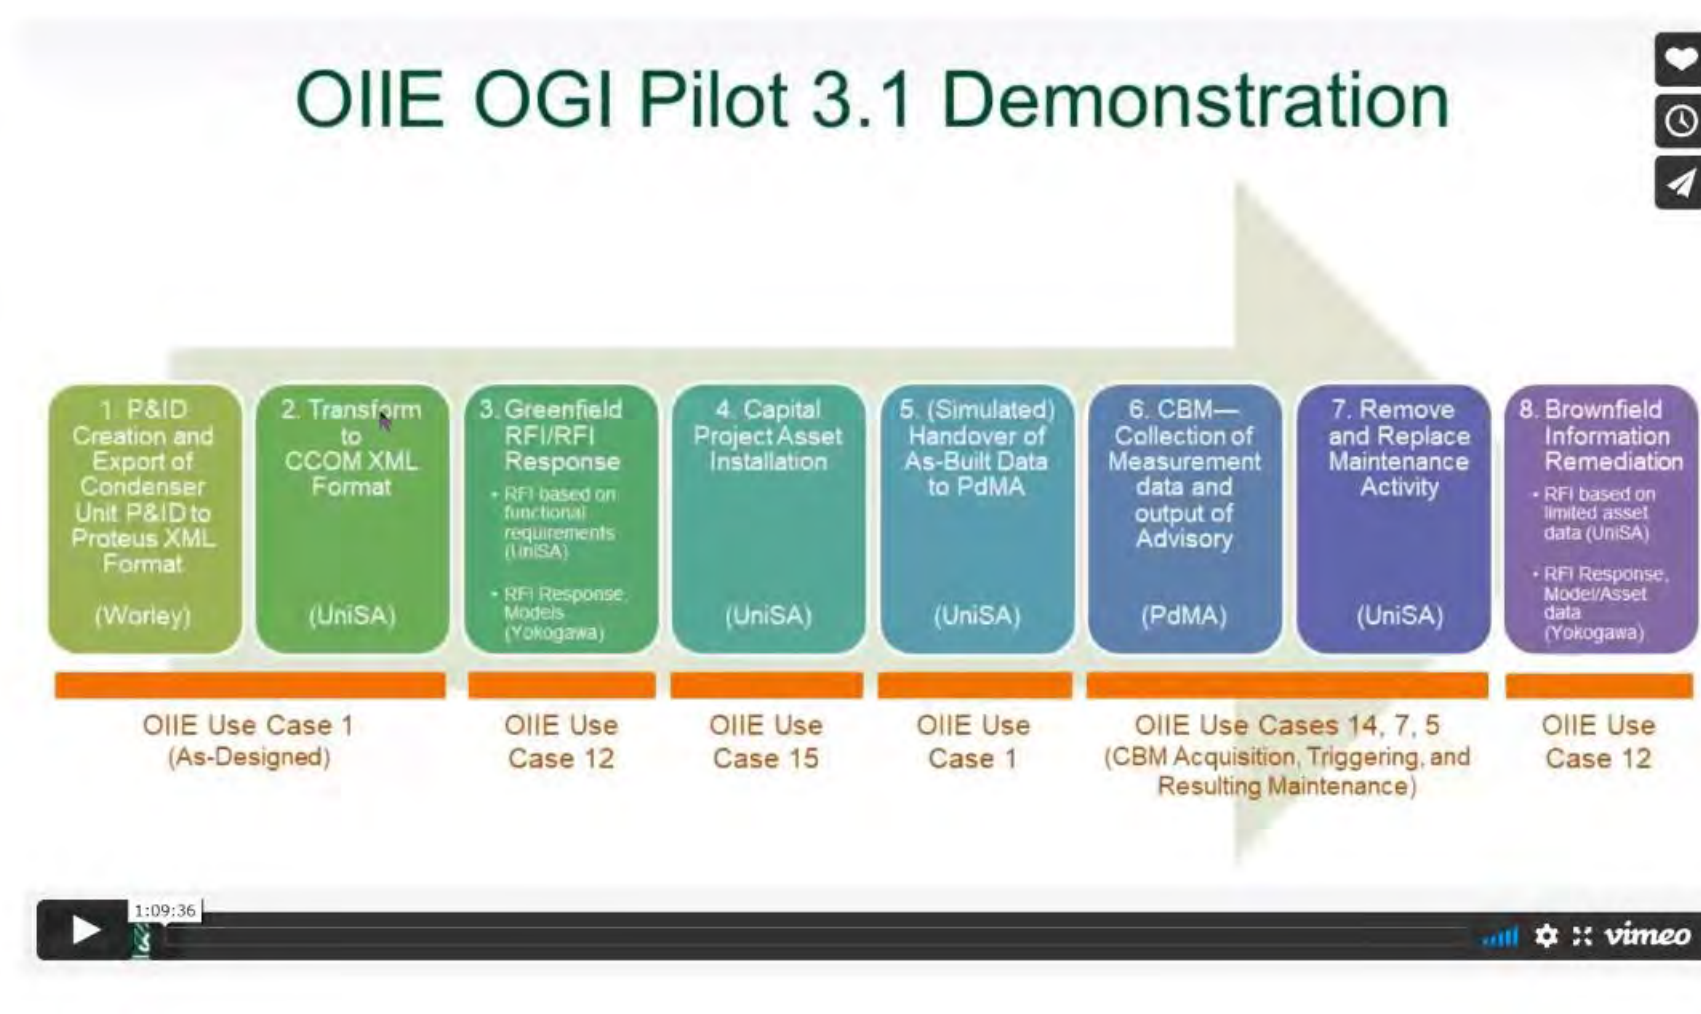 OIIE OGI Pilot 3.1 Demonstration
1. P&ID
Creation and
Export of
Condenser
Unit P&ID to
Proteus XML
Format
(Worley)
2. Transform
to
CCOM XML
Format
(UniSA)
3. Greenfield
RFI/RFI
Response
• RFI based on
functional
requirements
(UniSA)
• RFI Response,
Models
(Yokogawa)
4. Capital
Project Asset
Installation
(UniSA)
5. (Simulated)
Handover of
As-Built Data
to PdMA
(UniSA)
6. CBM—
Collection of
Measurement
data and
output of
Advisory
(PdMA)
7. Remove
and Replace
Maintenance
Activity
(UniSA)
8. Brownfield
Information
Remediation
• RFI based on
limited asset
data (UniSA)
• RFI Response,
Model/Asset
data
(Yokogawa)
OIIE Use Case 1
(As-Designed)
OIIE Use
Case 12
OIIE Use
Case 15
OIIE Use
Case 1
OIIE Use Cases 14, 7, 5
(CBM Acquisition, Triggering, and
Resulting Maintenance)
OIIE Use
Case 12
1:09:36
vimeo